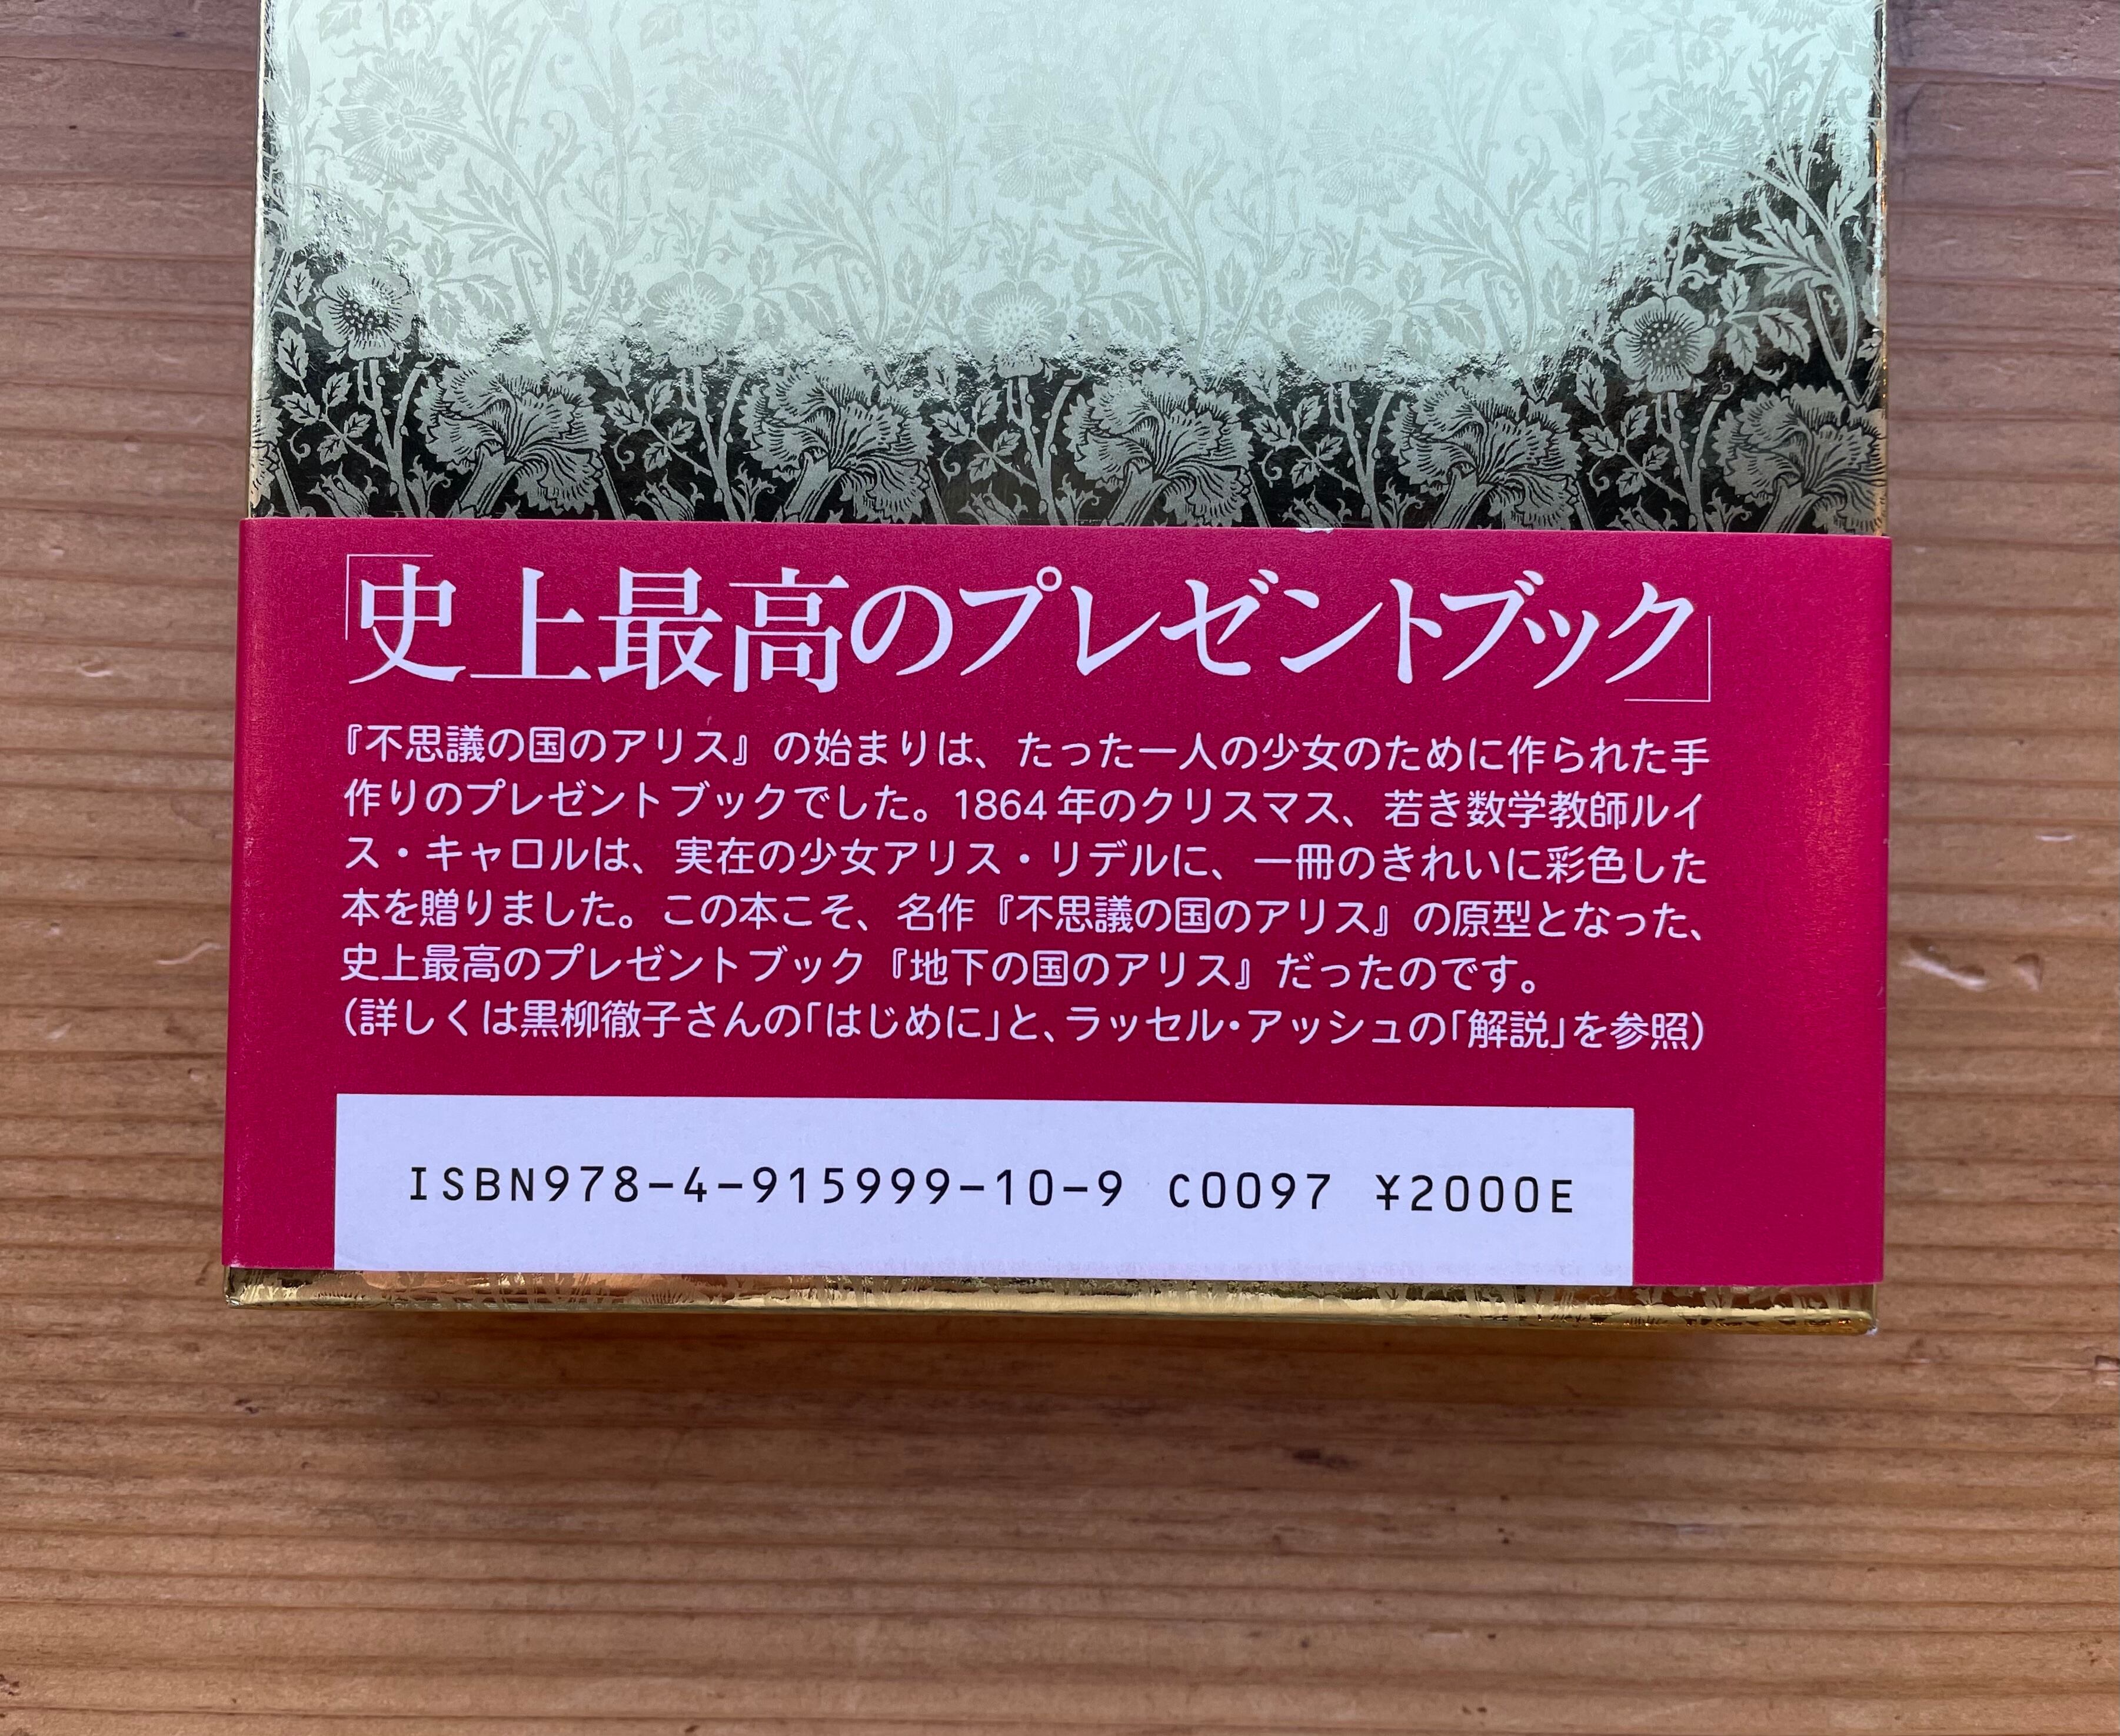 「史上最高のプレゼントブック」
『不思議の国のアリス』の始まりは、たった一人の少女のために作られた手
作りのプレゼントブックでした。1864年のクリスマス、若き数学教師ルイ
ス・キャロルは、実在の少女アリス・リデルに、一冊のきれいに彩色した
本を贈りました。この本こそ、名作『不思議の国のアリス』の原型となった、
史上最高のプレゼントブック『地下の国のアリス』だったのです。
(詳しくは黒柳徹子さんの「はじめに」と、ラッセル・アッシュの「解説」を参照)
ISBN978-4-915999-10-9 C0097 ¥2000E